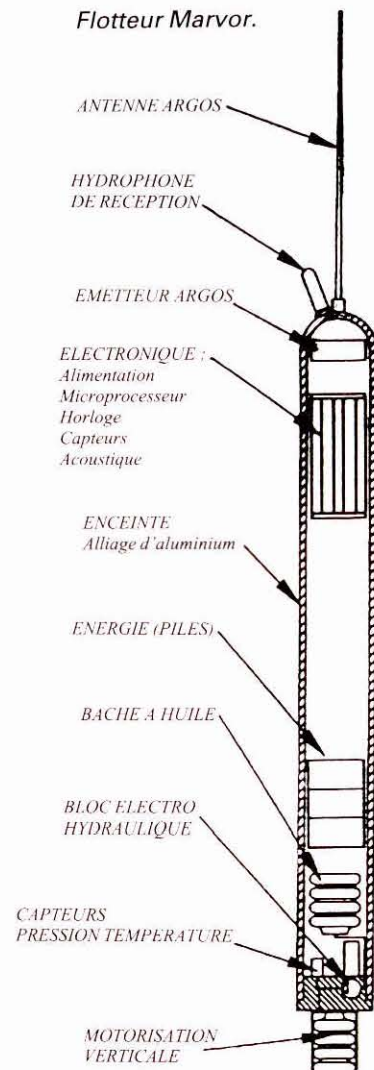 Flotteur Marvor.
ANTENNE ARGOS
HYDROPHONE
DE RECEPTION
EMETTEUR ARGOS
ELECTRONIQUE :
Alimentation
Microprocesseur
Horloge
Capteurs
Acoustique
ENCEINTE
Alliage d'aluminium
ENERGIE (PILES)
BACHE A HUILE
BLOC ELECTRO
HYDRAULIQUE
CAPTEURS
PRESSION TEMPERATURE
MOTORISATION
VERTICALE